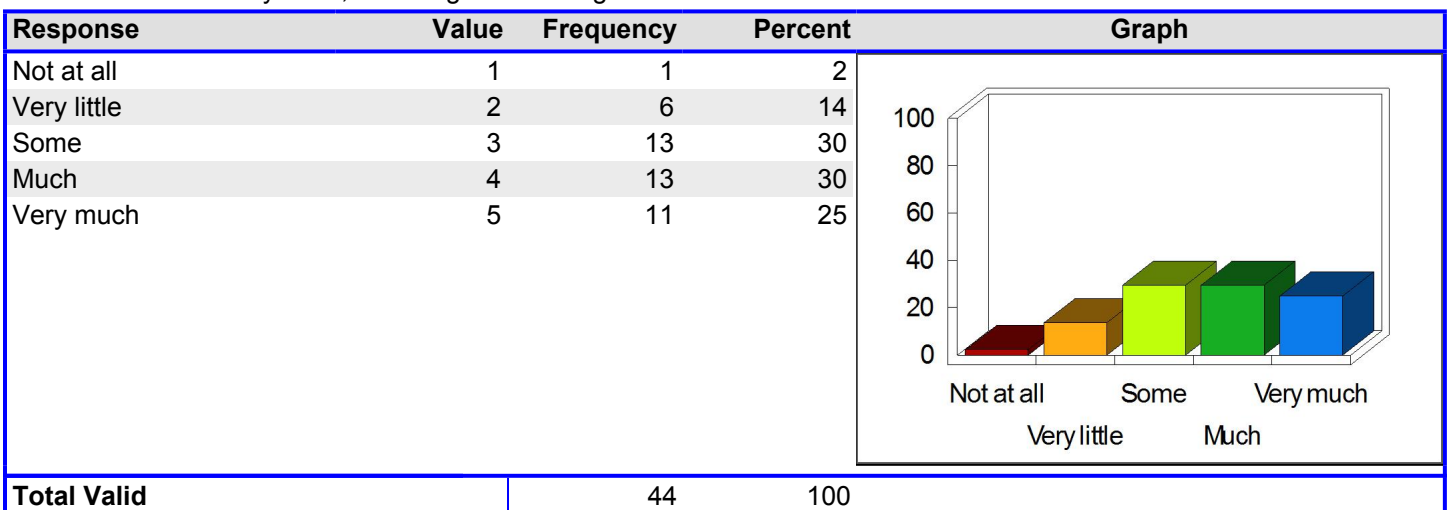 Response Value Frequency Percent Graph
Not at all 1 1 2
Very little 2 6 14
Some 3 13 30
Much 4 13 30
Very much 5 11 25
100
80
60
40
20
0
Not at all Some Very much
Very little Much
Total Valid 44 100